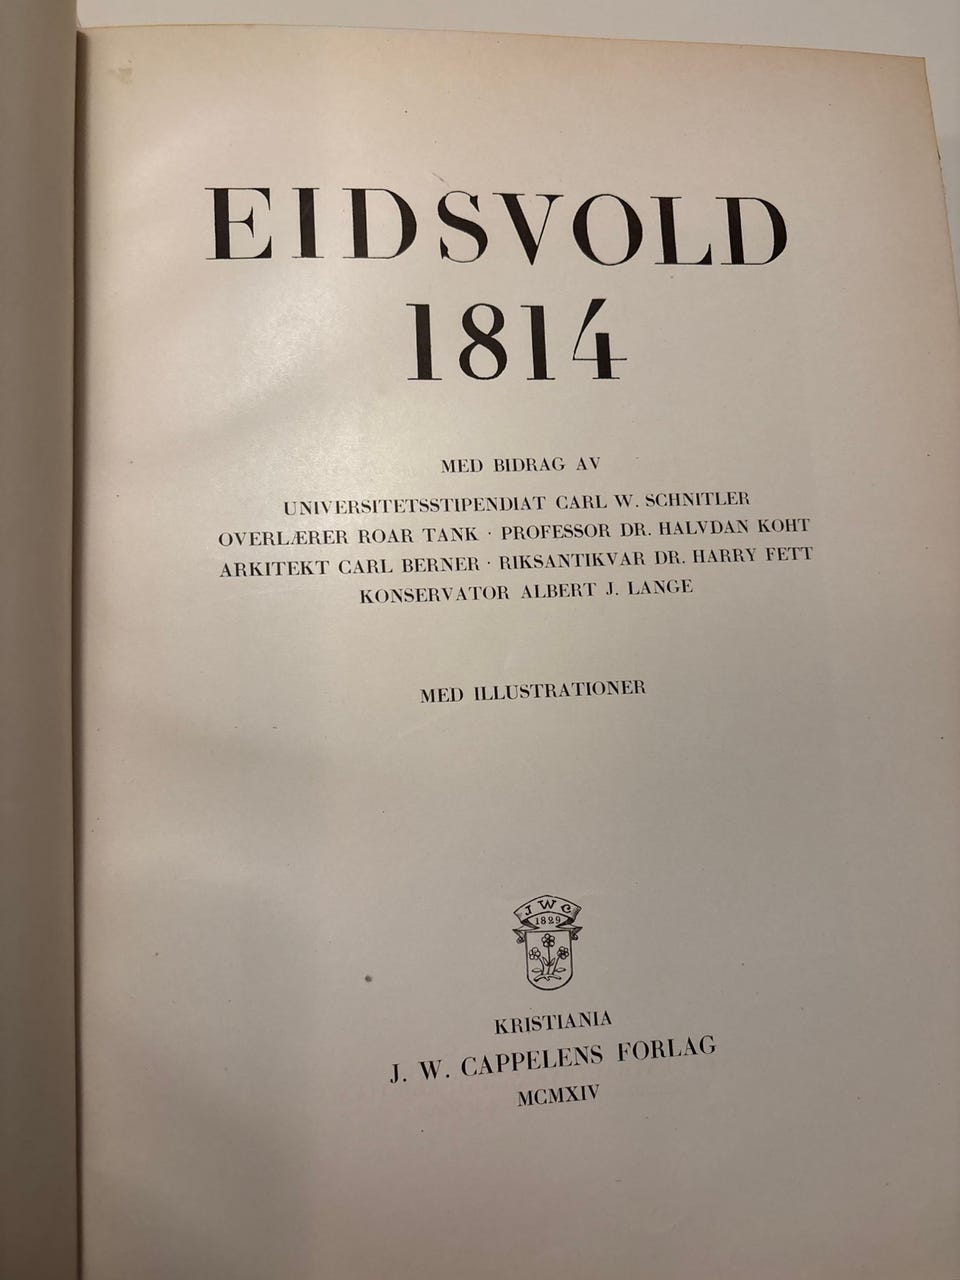 EIDSVOLD
1814
MED BIDRAG AV
UNIVERSITETSSTIPENDIAT CARL W. SCHNITLER
OVERLÆRER ROAR TANK · PROFESSOR DR. HALVDAN KOHT
ARKITEKT CARL BERNER · RIKSANTIKVAR DR. HARRY FETT
KONSERVATOR ALBERT J. LANGE
MED ILLUSTRATIONER
J W C
1829
KRISTIANIA
J. W. CAPPELENS FORLAG
MCMXIV